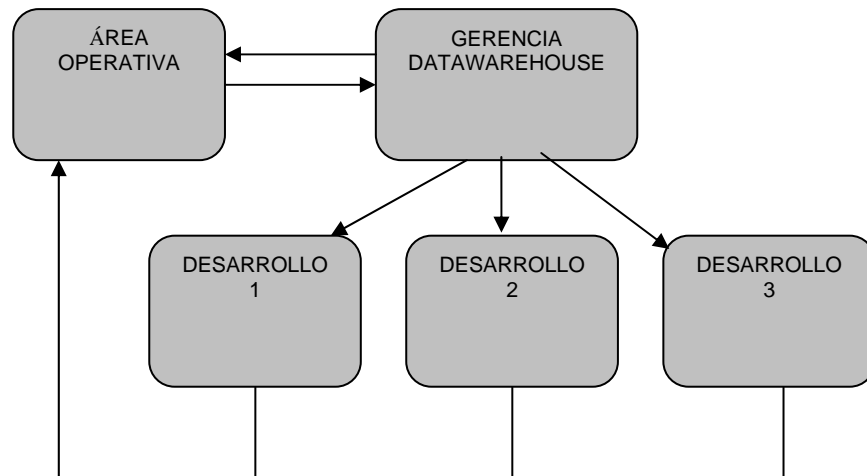 ÁREA
OPERATIVA
GERENCIA
DATAWAREHOUSE
DESARROLLO
1
DESARROLLO
2
DESARROLLO
3